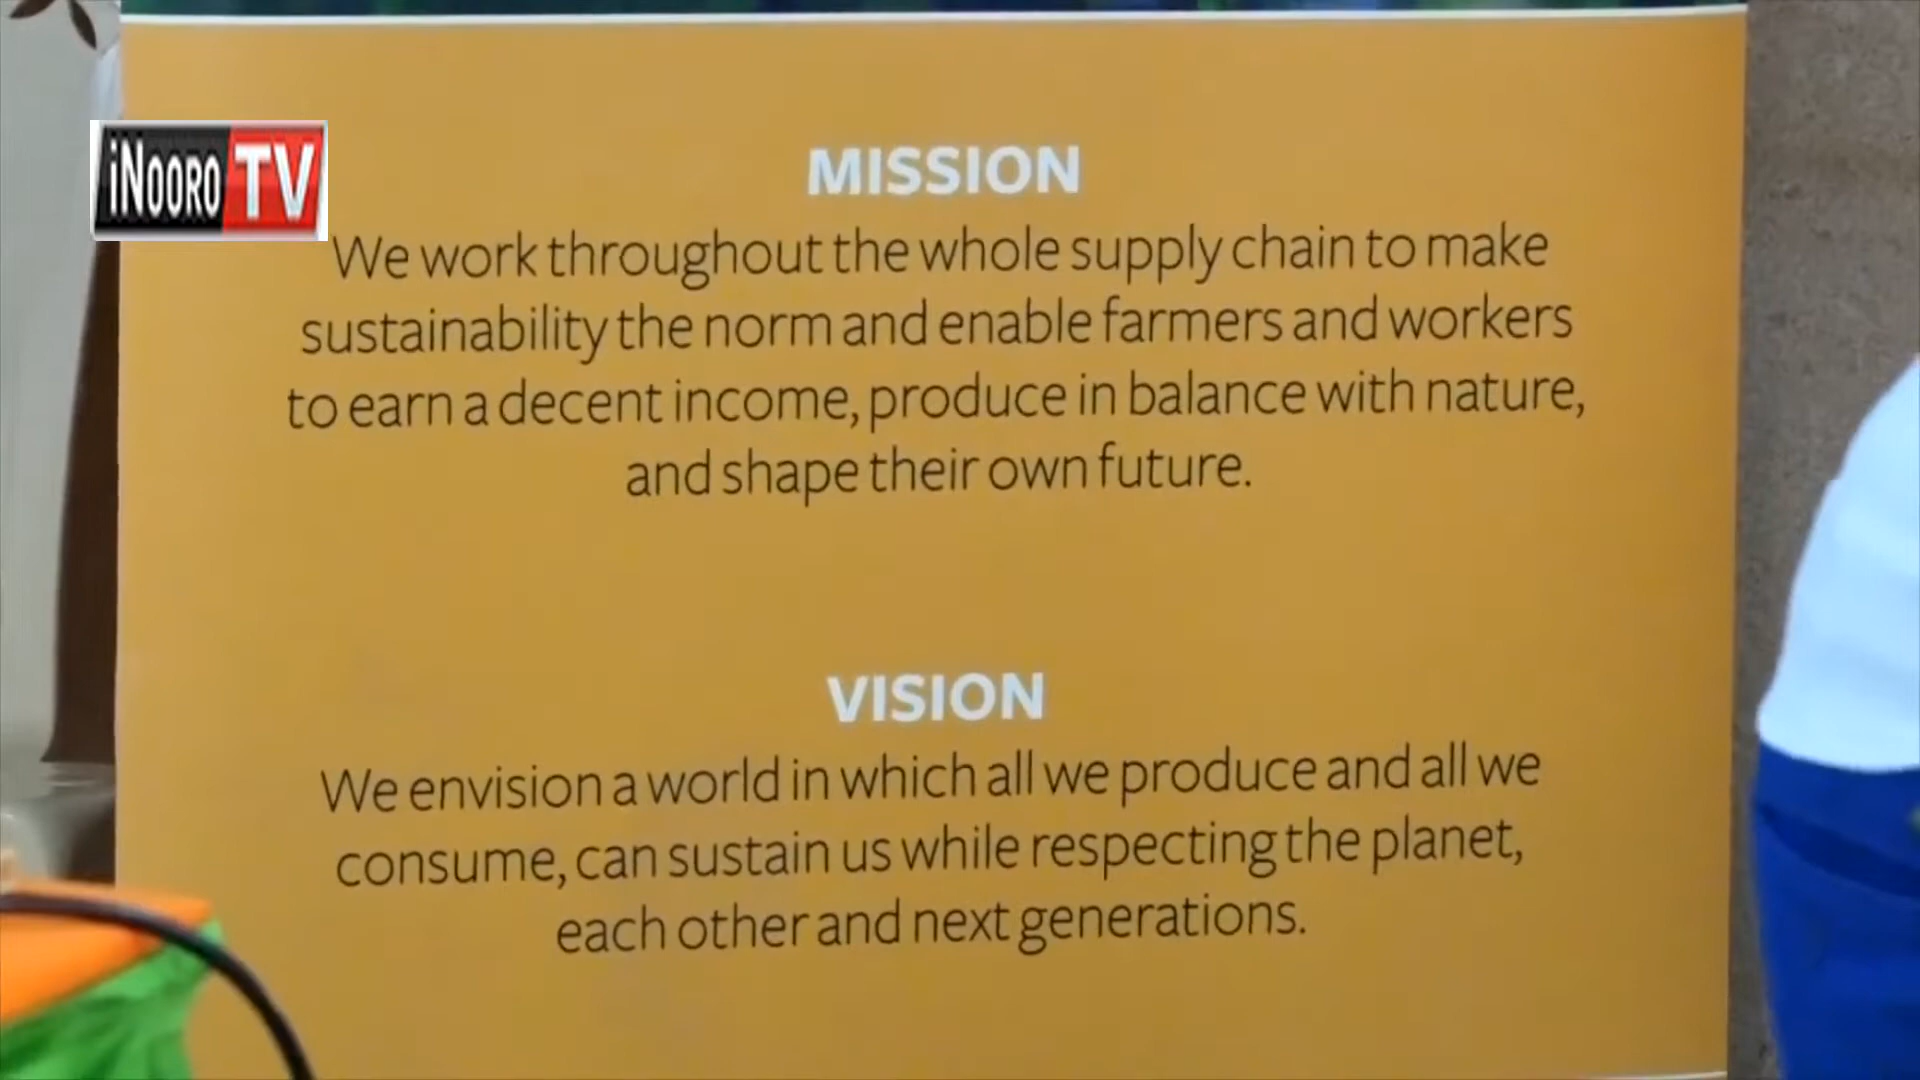 iNOORO TV
MISSION
We work throughout the whole supply chain to make
sustainability the norm and enable farmers and workers
to earn a decent income, produce in balance with nature,
and shape their own future.
VISION
We envision a world in which all we produce and all we
consume, can sustain us while respecting the planet,
each other and next generations.